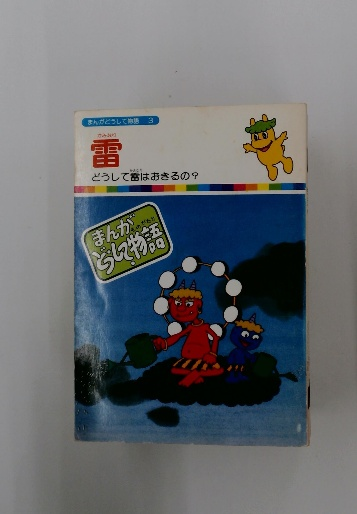 まんがどうして物語 3
かみなり
雷
どうして雷はおきるの?
まんが
どうして物語